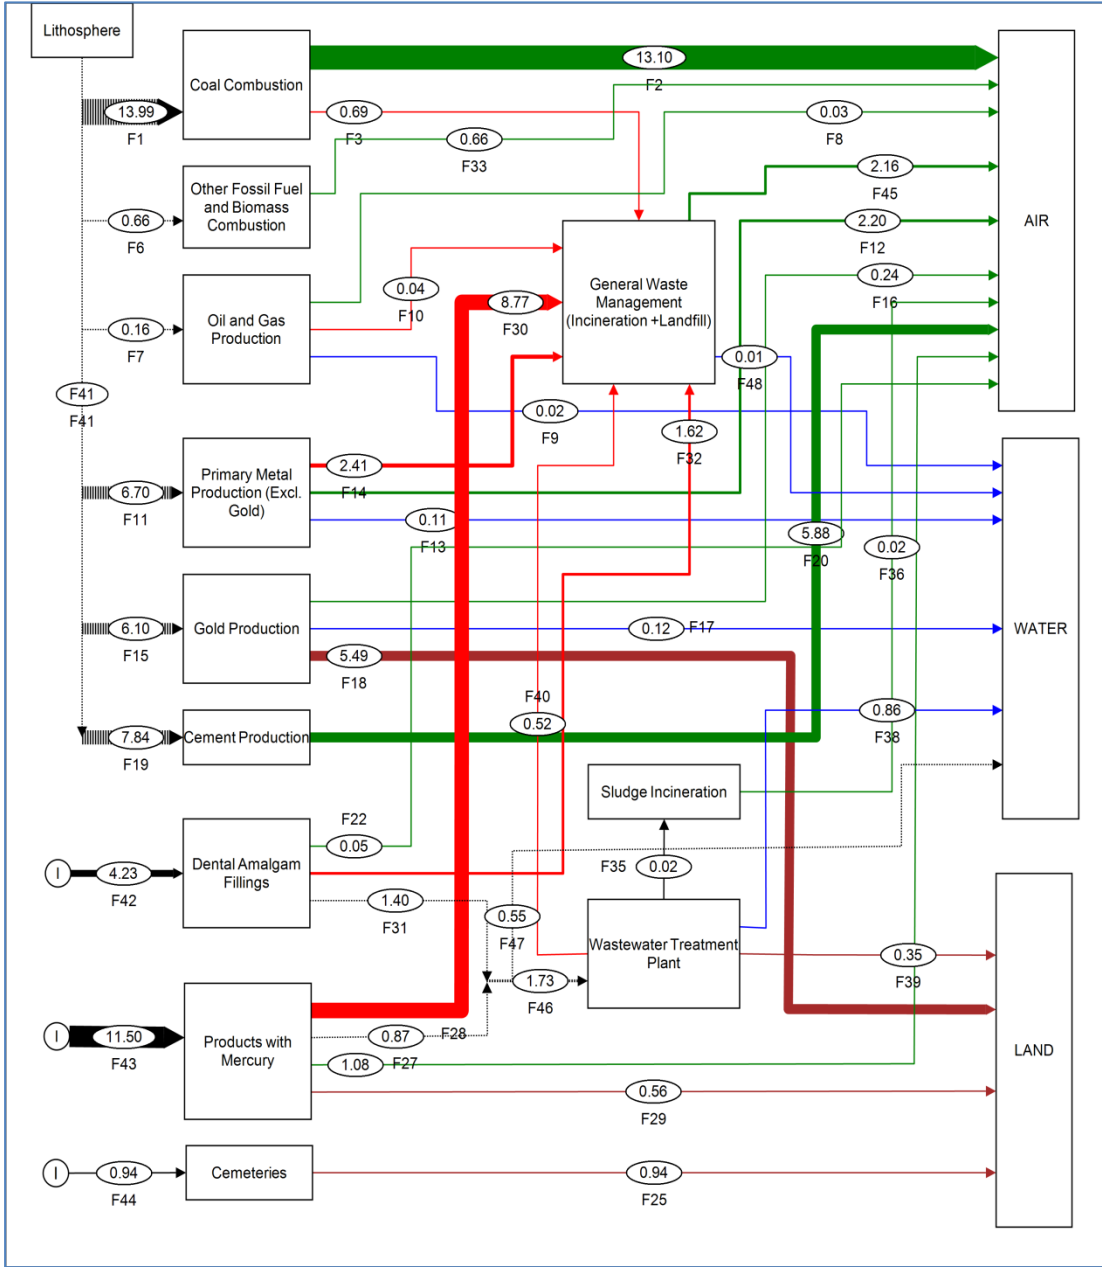 Lithosphere
Coal Combustion
13.10
F2
13.99
F1
0.69
F3
0.66
F33
0.03
F8
Other Fossil Fuel
and Biomass
Combustion
0.66
F6
2.16
F45
AIR
2.20
F12
General Waste
Management
(Incineration +Landfill)
0.24
F16
0.04
F10
8.77
F30
Oil and Gas
Production
0.16
F7
0.01
F48
F41
F41
0.02
F9
1.62
F32
Primary Metal
Production (Excl.
Gold)
2.41
F14
6.70
F11
0.11
F13
5.88
F20
0.02
F36
Gold Production
6.10
F15
0.12
F17
WATER
5.49
F18
F40
0.52
0.86
F38
Cement Production
7.84
F19
Sludge Incineration
F22
0.05
F35
0.02
Dental Amalgam
Fillings
I
4.23
F42
1.40
F31
0.55
F47
Wastewater Treatment
Plant
0.35
F39
1.73
F46
I
11.50
F43
Products with
Mercury
F28
0.87
F27
1.08
LAND
0.56
F29
I
0.94
F44
Cemeteries
0.94
F25